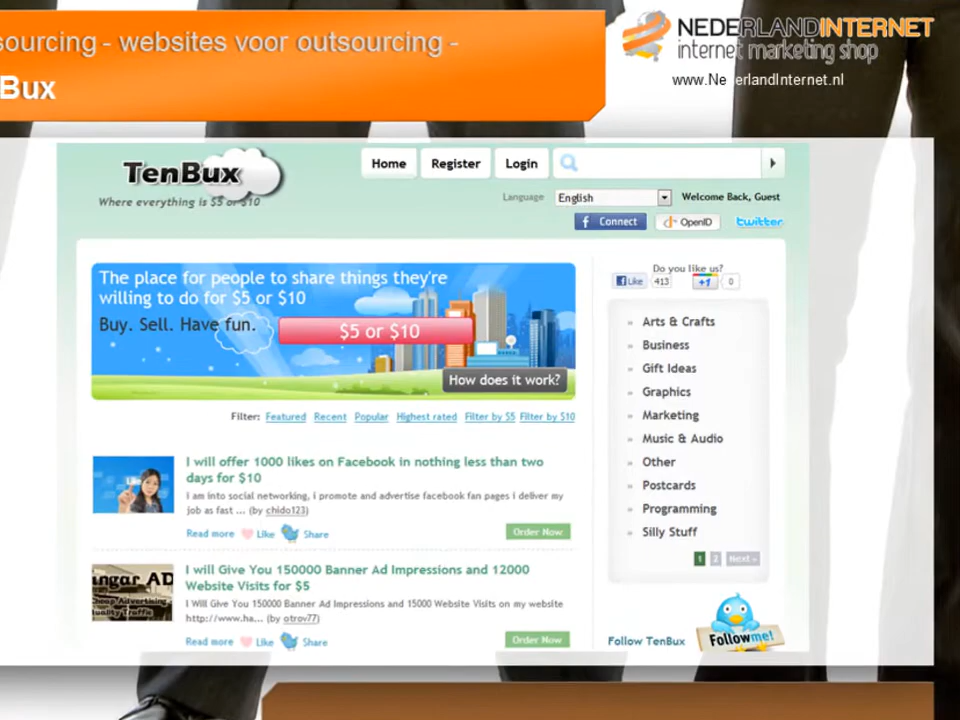 sourcing - websites voor outsourcing -
Bux
NEDERLANDINTERNET
internet marketing shop
www.NederlandInternet.nl
TenBux
Where everything is $5 or $10
Home Register Login
Language English Welcome Back, Guest
f Connect OpenID twitter
The place for people to share things they're
willing to do for $5 or $10
Buy. Sell. Have fun.
$5 or $10
How does it work?
Filter: Featured Recent Popular Highest rated Filter by $5 Filter by $10
I will offer 1000 likes on Facebook in nothing less than two
days for $10
I am into social networking, i promote and advertise facebook fan pages i deliver my
job as fast ... (by chido123)
Read more Like Share Order Now
angar AD
Cheap Advertising
uality Traffic
I will Give You 150000 Banner Ad Impressions and 12000
Website Visits for $5
I Will Give You 150000 Banner Ad Impressions and 15000 Website Visits on my website
http://www.ha... (by otrov77)
Read more Like Share Order Now
Do you like us?
f Like 413 +1 0
» Arts & Crafts
» Business
» Gift Ideas
» Graphics
» Marketing
» Music & Audio
» Other
» Postcards
» Programming
» Silly Stuff
1 2 Next »
Follow TenBux
Follow me!